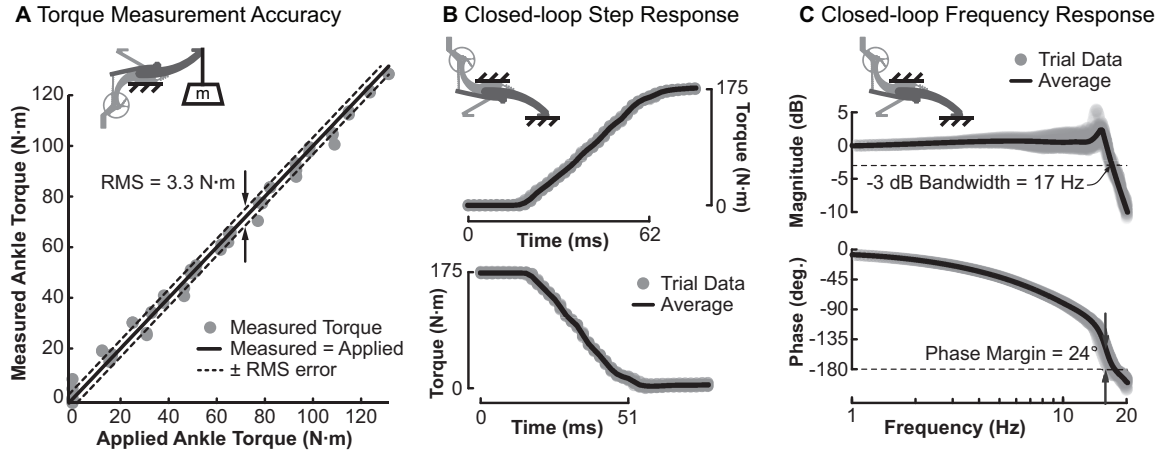 A Torque Measurement Accuracy
m
120
100
80
60
40
20
0
0
20
40
60
80
100
120
Measured Ankle Torque (N·m)
Applied Ankle Torque (N·m)
RMS = 3.3 N·m
Measured Torque
Measured = Applied
± RMS error
B Closed-loop Step Response
175
0
Torque (N·m)
0
62
Time (ms)
175
0
Torque (N·m)
Trial Data
Average
0
51
Time (ms)
C Closed-loop Frequency Response
Trial Data
Average
5
0
-5
-10
Magnitude (dB)
-3 dB Bandwidth = 17 Hz
0
-45
-90
-135
-180
Phase (deg.)
Phase Margin = 24°
1
10
20
Frequency (Hz)